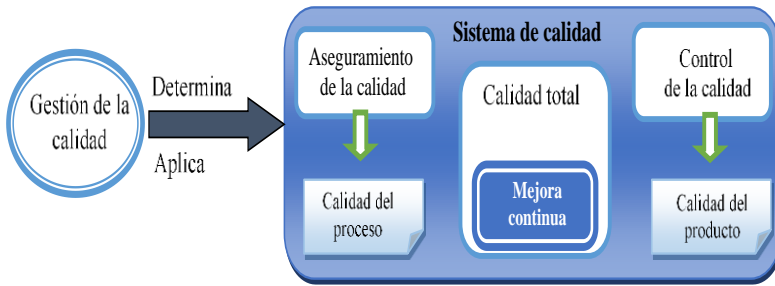 Gestión de la
calidad
Determina
Aplica
Sistema de calidad
Aseguramiento
de la calidad
Calidad del
proceso
Calidad total
Mejora
continua
Control
de la calidad
Calidad del
producto